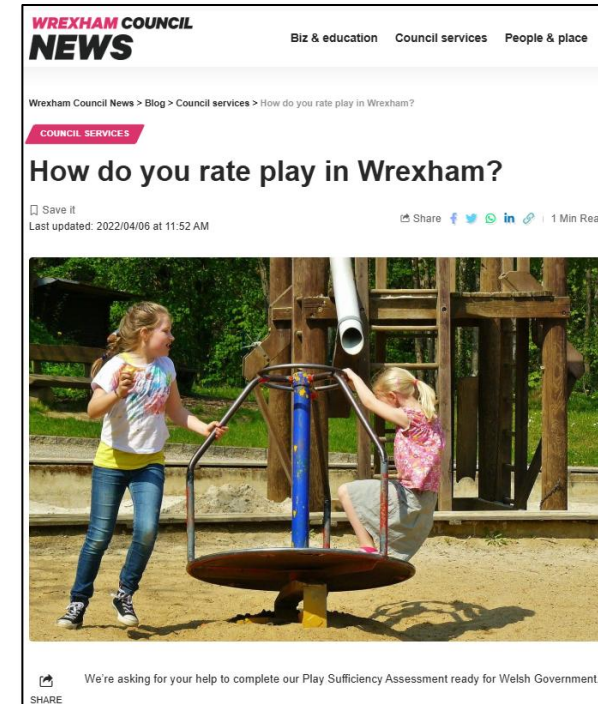 WREXHAM COUNCIL
NEWS
Biz & education Council services People & place
Wrexham Council News > Blog > Council services > How do you rate play in Wrexham?
COUNCIL SERVICES
How do you rate play in Wrexham?
Save it
Last updated: 2022/04/06 at 11:52 AM
Share in 1 Min Rea
We're asking for your help to complete our Play Sufficiency Assessment ready for Welsh Government
SHARE